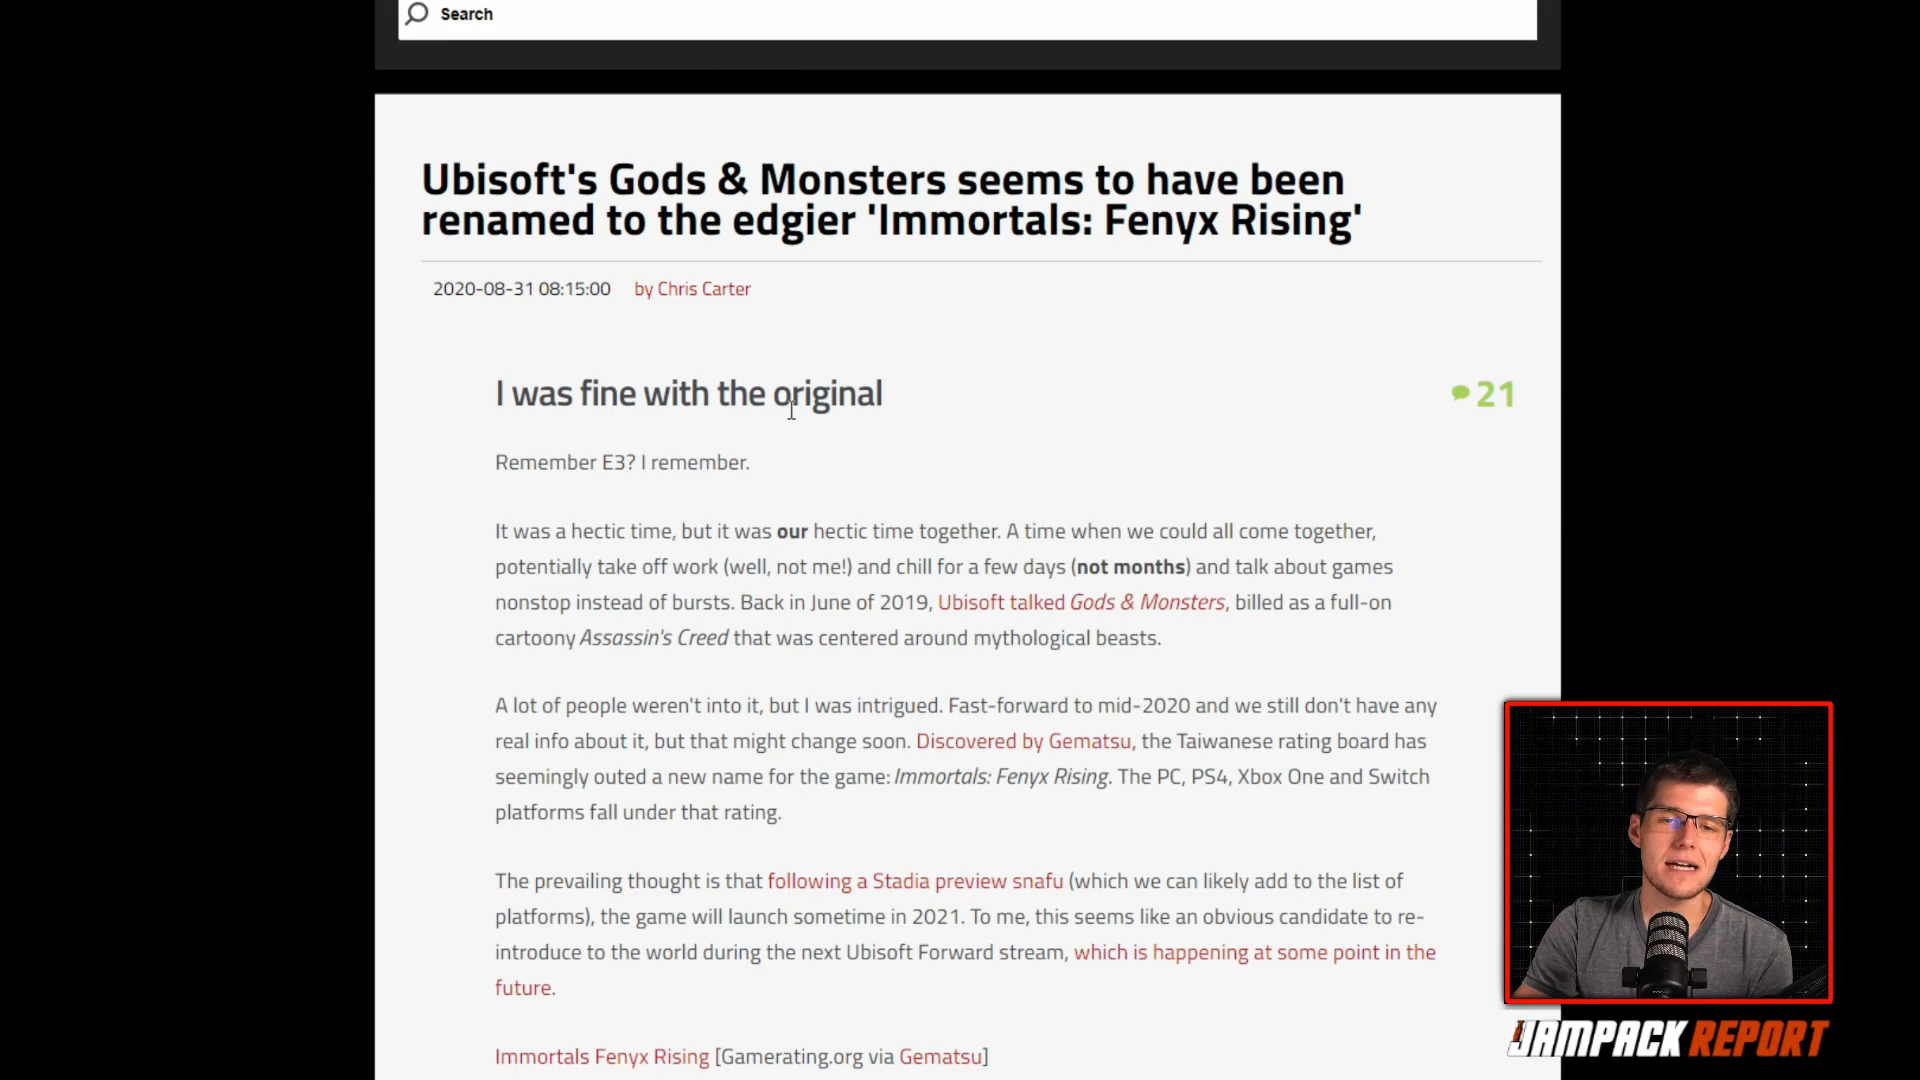 Search
Ubisoft's Gods & Monsters seems to have been
renamed to the edgier 'Immortals: Fenyx Rising'
2020-08-31 08:15:00 by Chris Carter
I was fine with the original
21
Remember E3? I remember.
It was a hectic time, but it was our hectic time together. A time when we could all come together,
potentially take off work (well, not me!) and chill for a few days (not months) and talk about games
nonstop instead of bursts. Back in June of 2019, Ubisoft talked Gods & Monsters, billed as a full-on
cartoony Assassin's Creed that was centered around mythological beasts.
A lot of people weren't into it, but I was intrigued. Fast-forward to mid-2020 and we still don't have any
real info about it, but that might change soon. Discovered by Gematsu, the Taiwanese rating board has
seemingly outed a new name for the game: Immortals: Fenyx Rising. The PC, PS4, Xbox One and Switch
platforms fall under that rating.
The prevailing thought is that following a Stadia preview snafu (which we can likely add to the list of
platforms), the game will launch sometime in 2021. To me, this seems like an obvious candidate to re-
introduce to the world during the next Ubisoft Forward stream, which is happening at some point in the
future.
Immortals Fenyx Rising [Gamerating.org via Gematsu]
JAMPACK REPORT